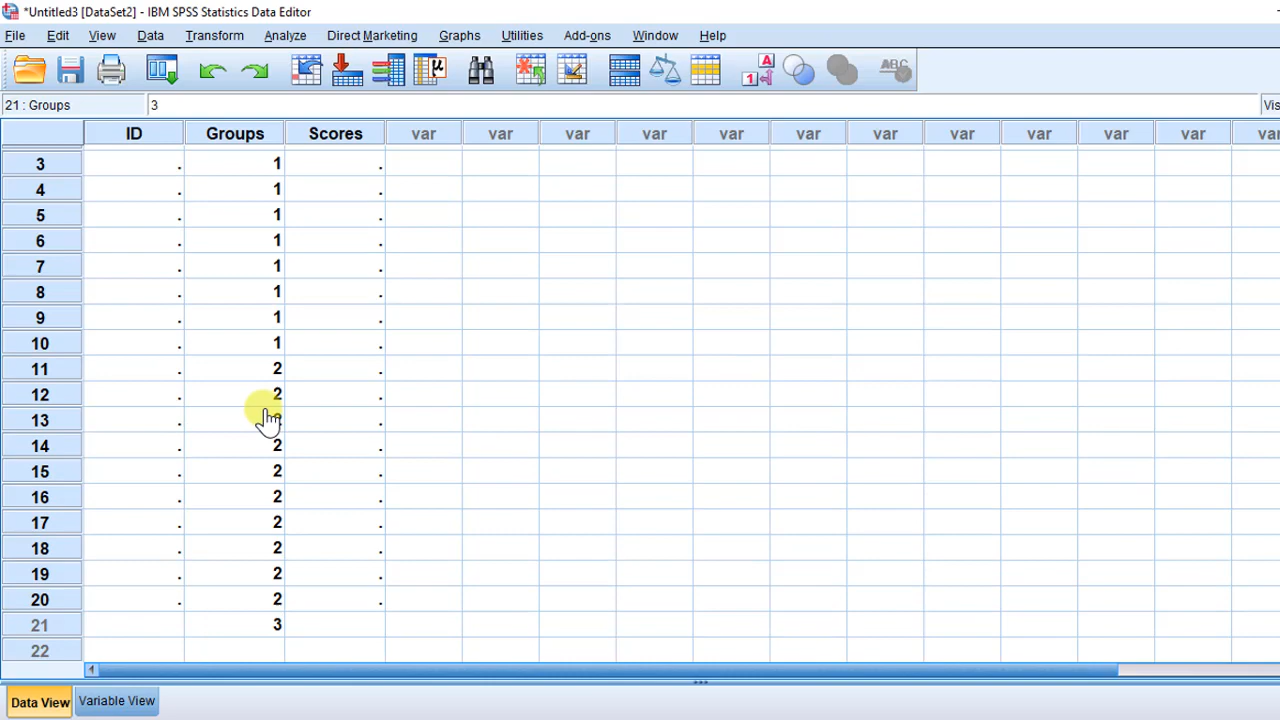 *Untitled3 [DataSet2] - IBM SPSS Statistics Data Editor
File Edit View Data Transform Analyze Direct Marketing Graphs Utilities Add-ons Window Help
21 : Groups 3
ID Groups Scores var var var var var var var var var var var
3 . 1 .
4 . 1 .
5 . 1 .
6 . 1 .
7 . 1 .
8 . 1 .
9 . 1 .
10 . 1 .
11 . 2 .
12 . 2 .
13 . .
14 . 2 .
15 . 2 .
16 . 2 .
17 . 2 .
18 . 2 .
19 . 2 .
20 . 2 .
21 3
22
Data View Variable View